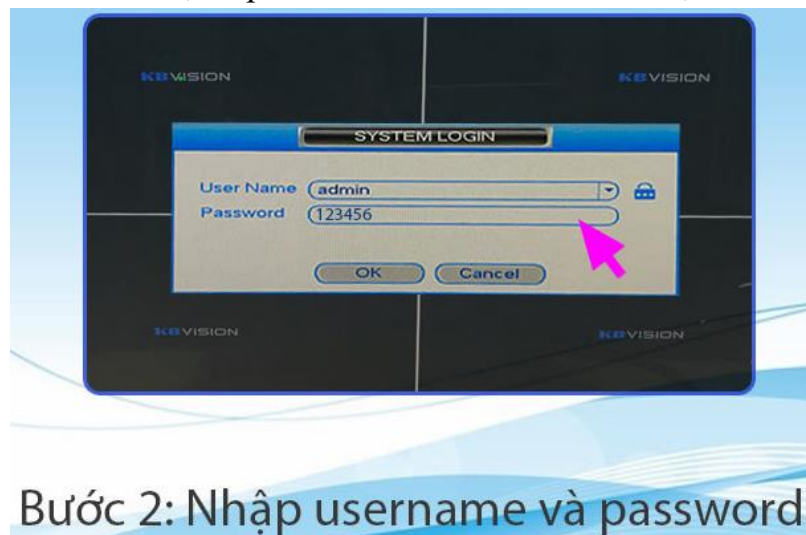 KBVISION
KBVISION
SYSTEM LOGIN
User Name admin
Password 123456
OK Cancel
KBVISION
KBVISION
Bước 2: Nhập username và password